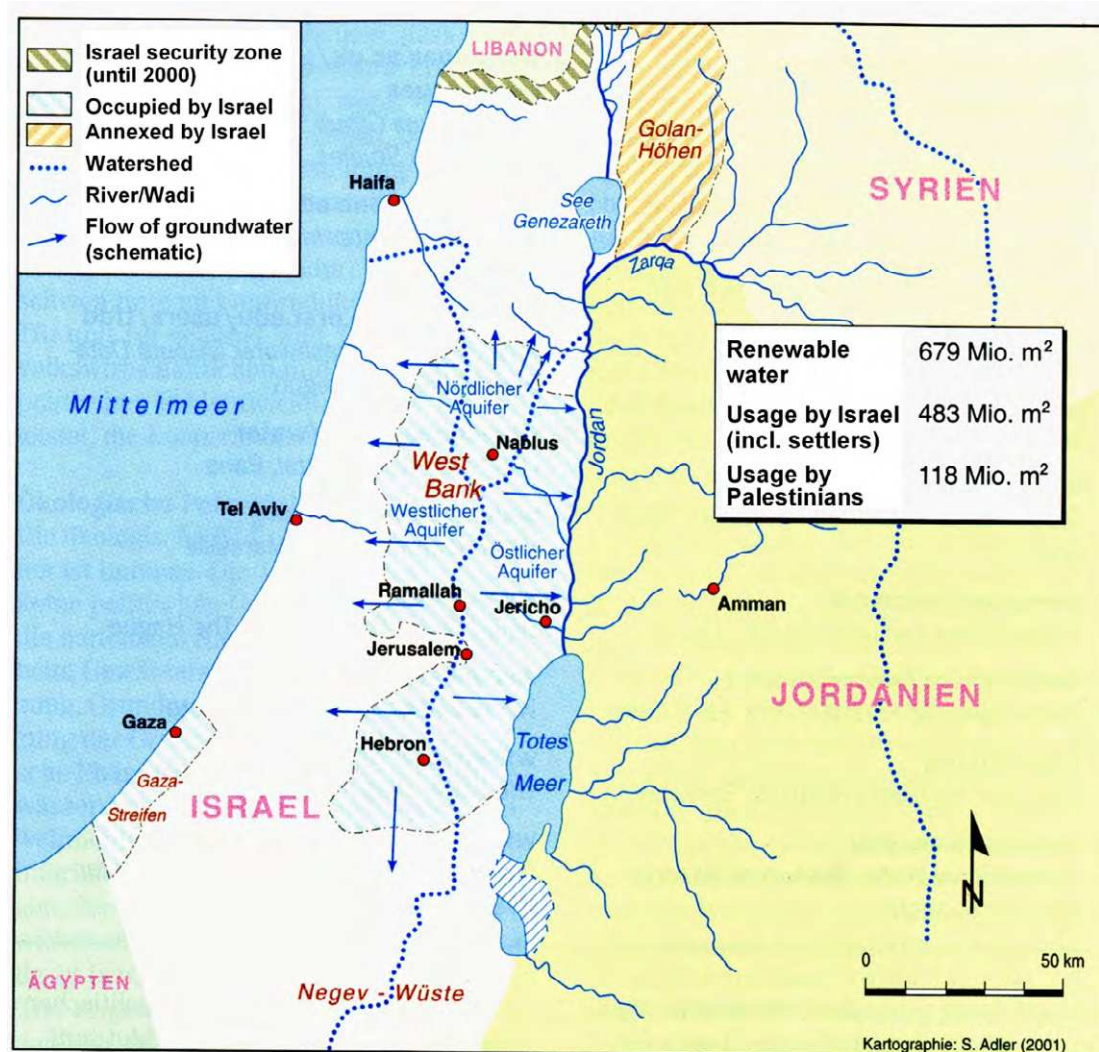 Israel security zone
(until 2000)
Occupied by Israel
Annexed by Israel
Watershed
River/Wadi
Flow of groundwater
(schematic)
LIBANON
Golan-
Höhen
SYRIEN
Haifa
See
Genezareth
Zarqa
Renewable
water
679 Mio. m²
Usage by Israel
(incl. settlers)
483 Mio. m²
Usage by
Palestinians
118 Mio. m²
Mittelmeer
Nördlicher
Aquifer
Nablus
Jordan
West
Bank
Westlicher
Aquifer
Tel Aviv
Östlicher
Aquifer
Ramallah
Jericho
Amman
Jerusalem
JORDANIEN
Gaza
Hebron
Totes
Meer
Gaza-
Streifen
ISRAEL
N
ÄGYPTEN
Negev - Wüste
0 50 km
Kartographie: S. Adler (2001)